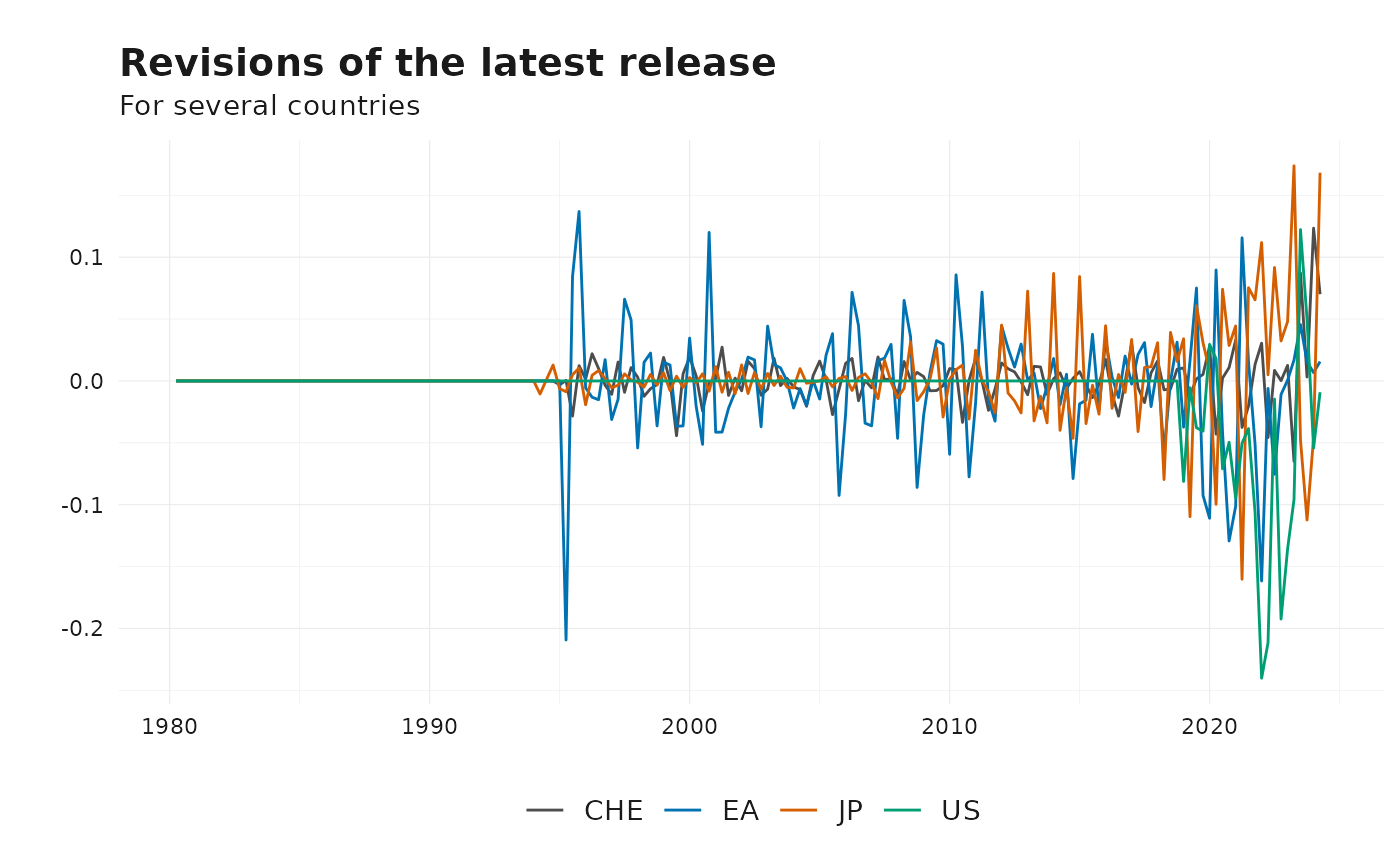 Revisions of the latest release
For several countries
0.1
0.0
-0.1
-0.2
1980 1990 2000 2010 2020
CHE EA JP US